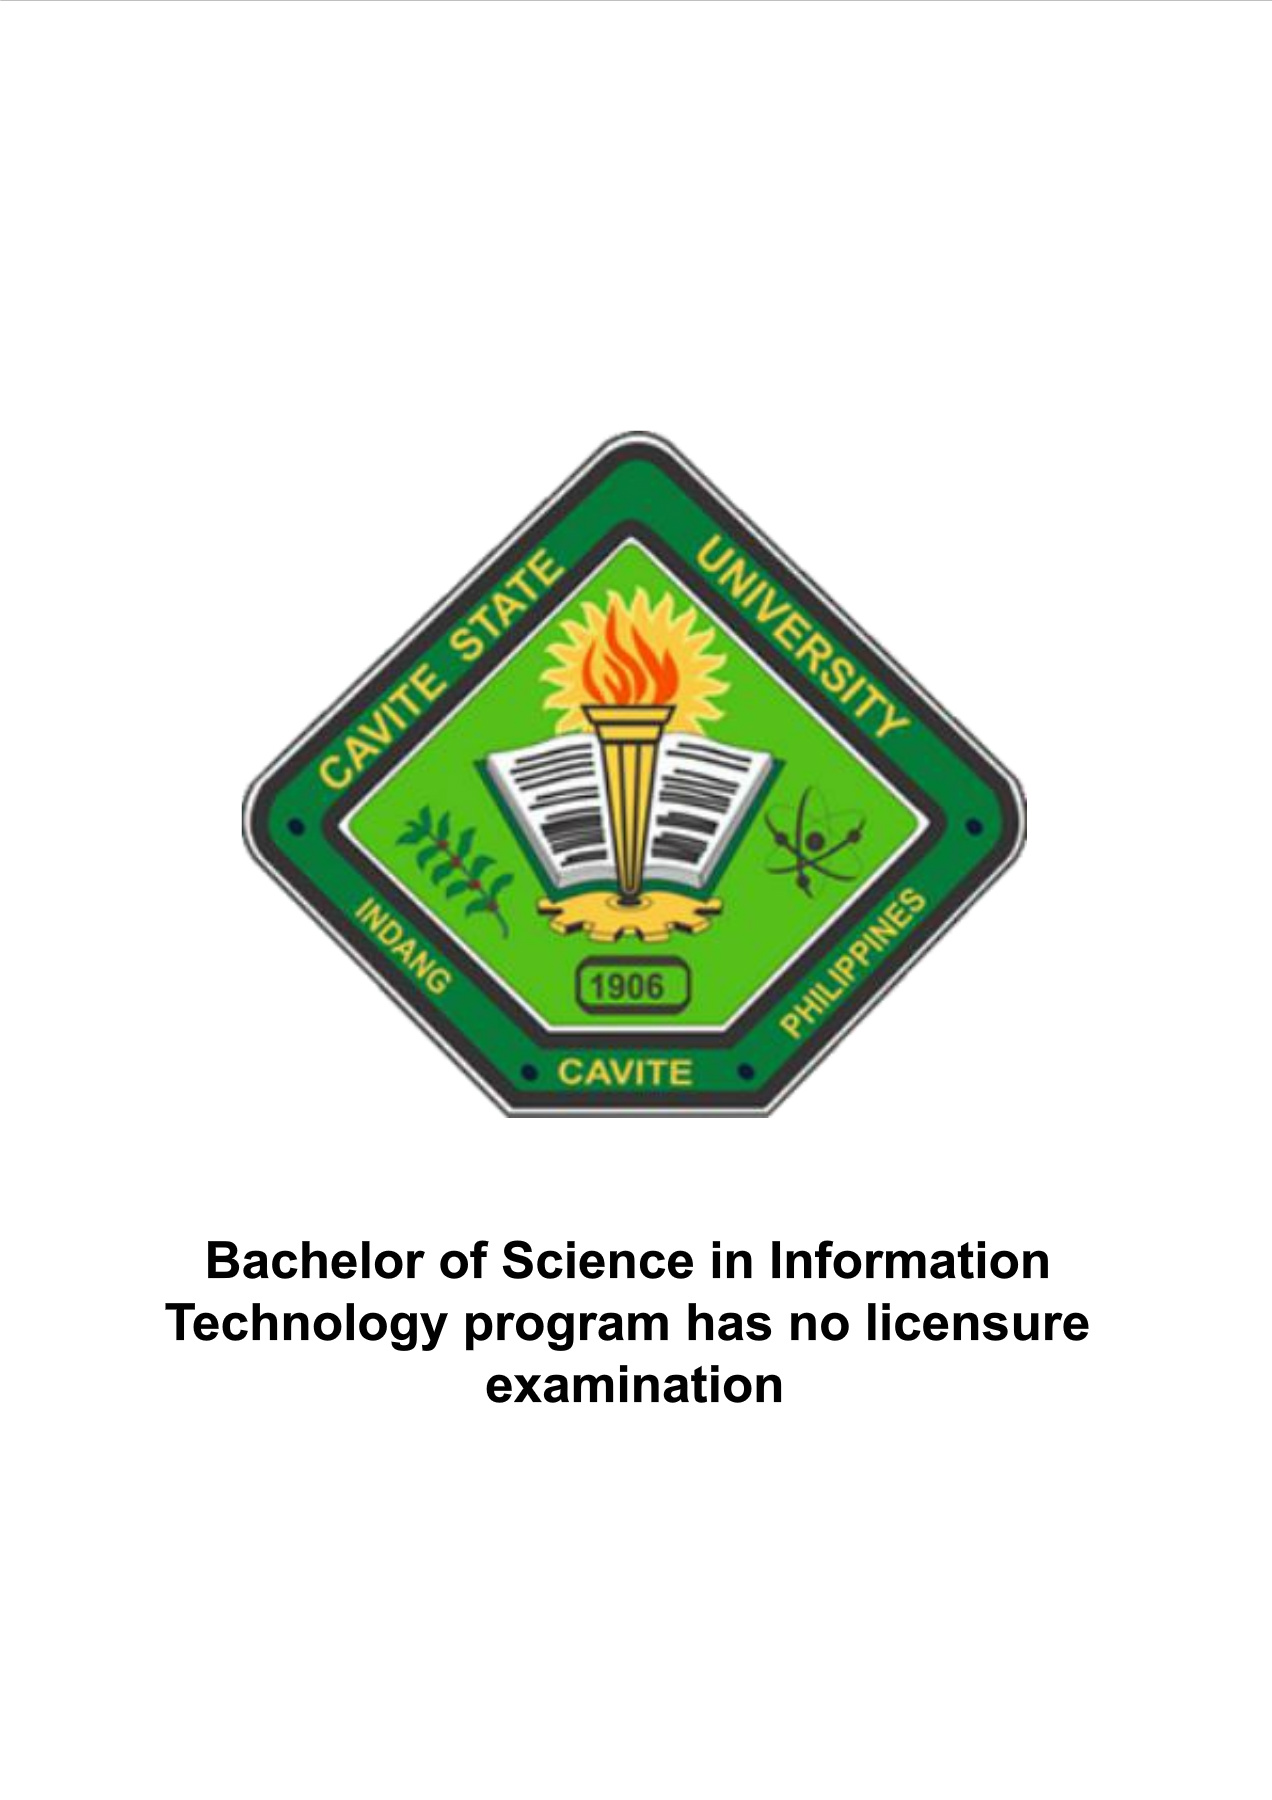 CAVITE STATE UNIVERSITY
INDANG
PHILIPPINES
1906
CAVITE
Bachelor of Science in Information
Technology program has no licensure
examination